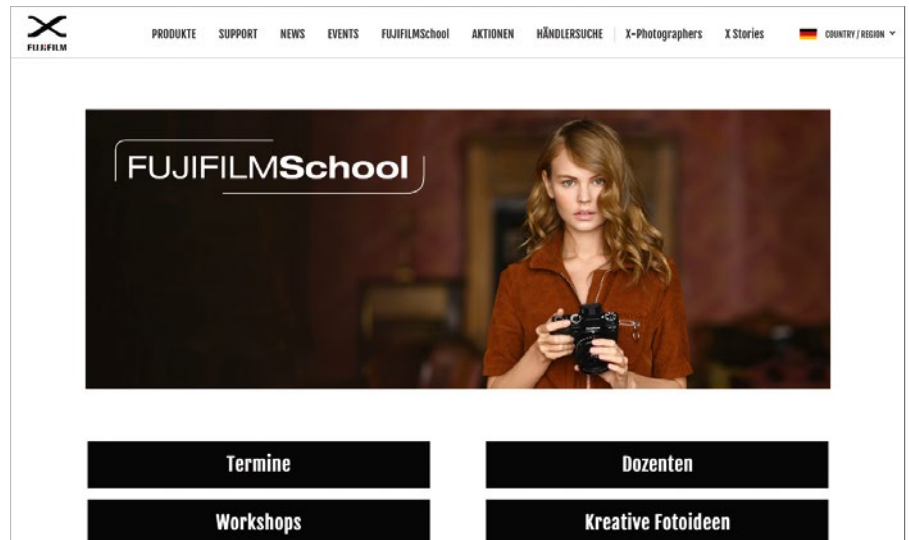 FUJIFILM
PRODUKTE SUPPORT NEWS EVENTS FUJIFILMSchool AKTIONEN HÄNDLERSUCHE X-Photographers X Stories COUNTRY / REGION
FUJIFILMSchool
Termine
Dozenten
Workshops
Kreative Fotoideen